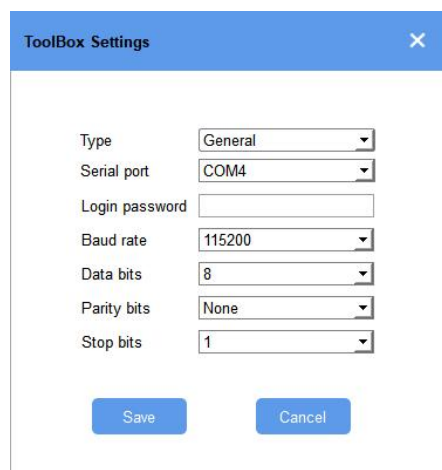 ToolBox Settings
Type General
Serial port COM4
Login password
Baud rate 115200
Data bits 8
Parity bits None
Stop bits 1
Save Cancel